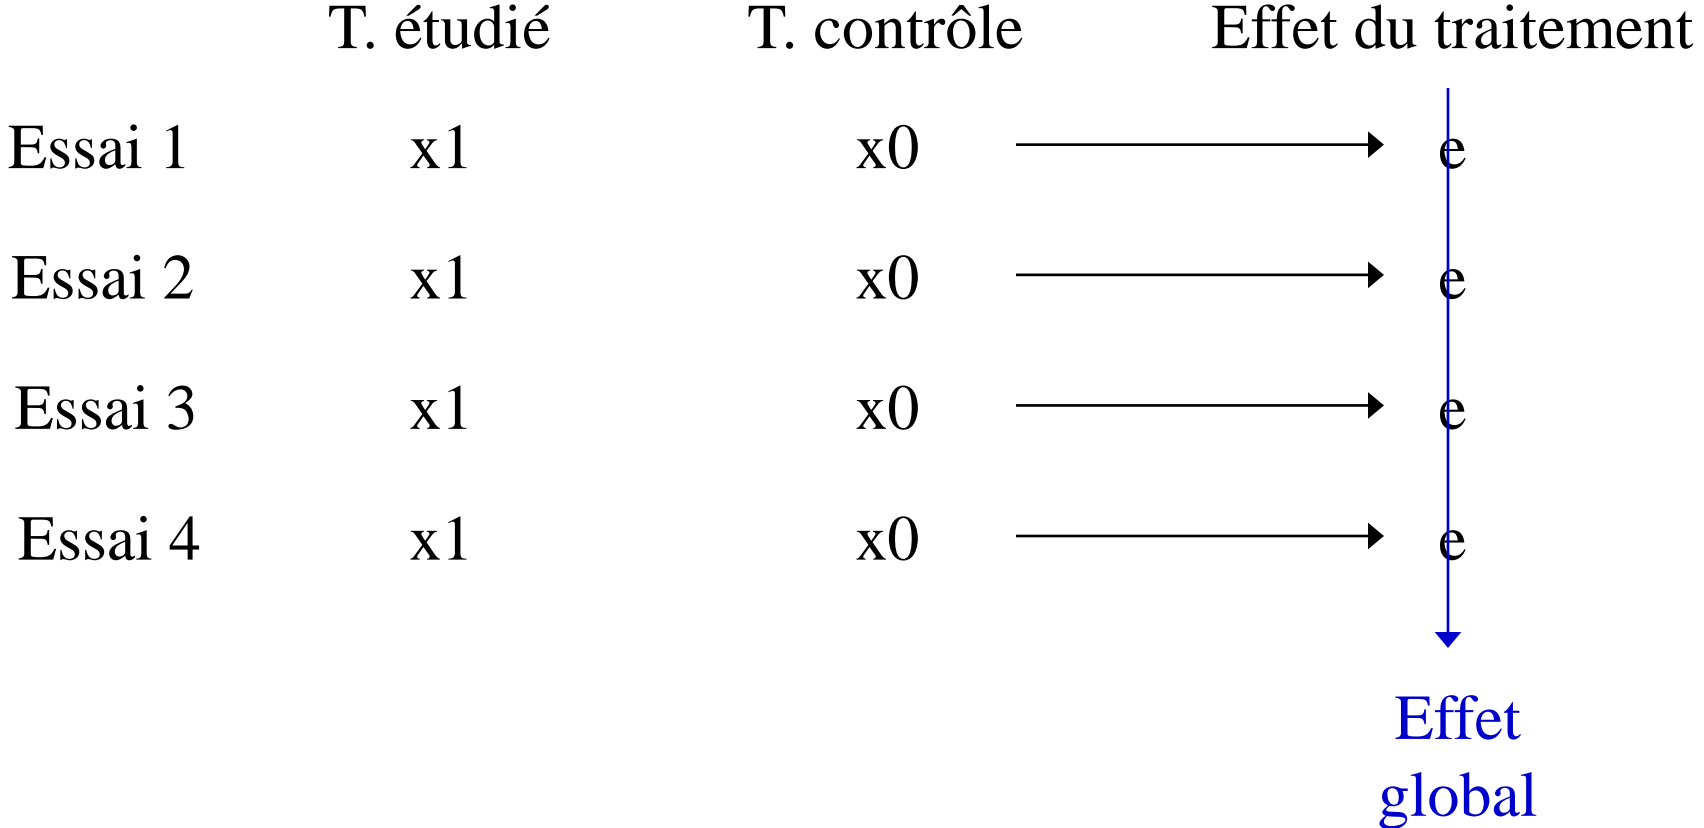 T. étudié T. contrôle Effet du traitement
Essai 1 x1 x0 e
Essai 2 x1 x0 e
Essai 3 x1 x0 e
Essai 4 x1 x0 e
Effet
global